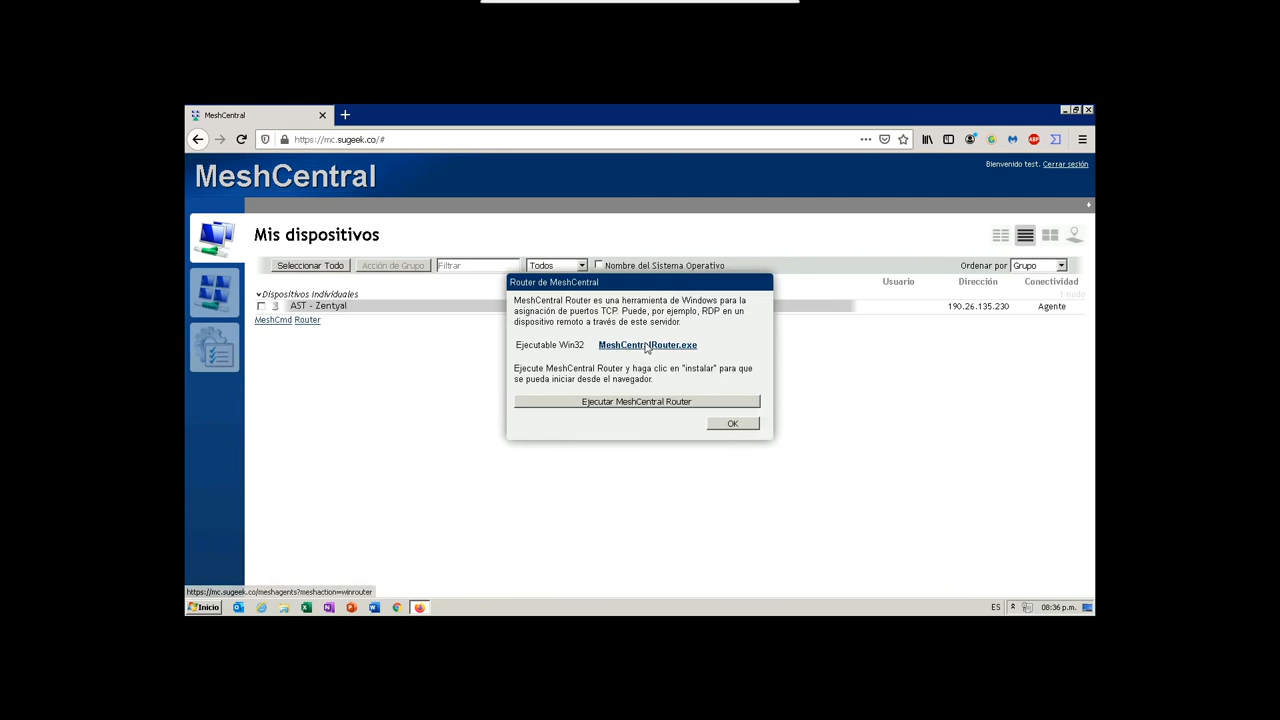 MeshCentral
https://mc.sugeek.co/#
MeshCentral
Bienvenido test. Cerrar sesión
Mis dispositivos
Seleccionar Todo Acción de Grupo Filtrar Todos Nombre del Sistema Operativo Ordenar por Grupo
Usuario Dirección Conectividad
Dispositivos Individuales 1 nodo
AST - Zentyal 190.26.135.230 Agente
MeshCmd Router
Router de MeshCentral
MeshCentral Router es una herramienta de Windows para la
asignación de puertos TCP. Puede, por ejemplo, RDP en un
dispositivo remoto a través de este servidor.
Ejecutable Win32 MeshCentralRouter.exe
Ejecute MeshCentral Router y haga clic en "instalar" para que
se pueda iniciar desde el navegador.
Ejecutar MeshCentral Router
OK
https://mc.sugeek.co/meshagents?meshaction=winrouter
Inicio ES 08:36 p.m.